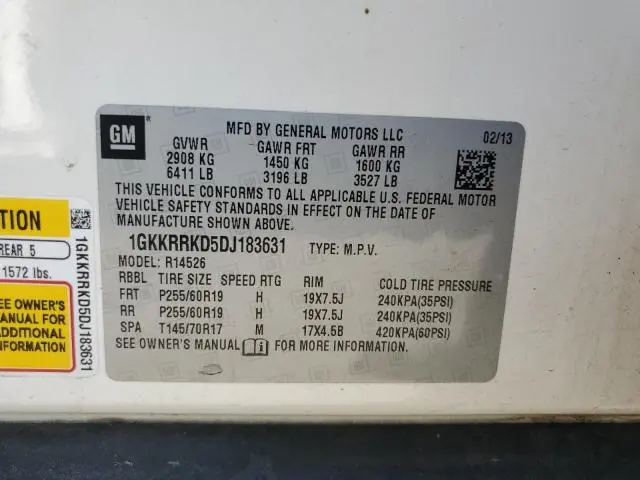 GM ®
MFD BY GENERAL MOTORS LLC 02/13
GVWR GAWR FRT GAWR RR
2908 KG 1450 KG 1600 KG
6411 LB 3196 LB 3527 LB
THIS VEHICLE CONFORMS TO ALL APPLICABLE U.S. FEDERAL MOTOR
VEHICLE SAFETY STANDARDS IN EFFECT ON THE DATE OF
MANUFACTURE SHOWN ABOVE.
1GKKRRKD5DJ183631 TYPE: M.P.V.
MODEL: R14526
RBBL TIRE SIZE SPEED RTG RIM COLD TIRE PRESSURE
FRT P255/60R19 H 19X7.5J 240KPA(35PSI)
RR P255/60R19 H 19X7.5J 240KPA(35PSI)
SPA T145/70R17 M 17X4.5B 420KPA(60PSI)
SEE OWNER'S MANUAL i FOR MORE INFORMATION.
TION
REAR 5
1572 lbs.
SEE OWNER'S
MANUAL FOR
ADDITIONAL
INFORMATION
1GKKRRKD5DJ183631